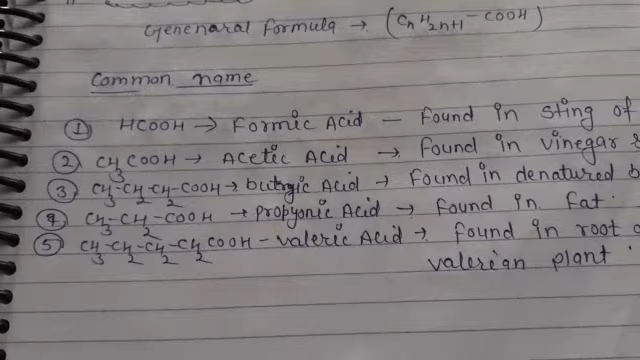 Genenaral Formula → (CnH2n+1-COOH)
Common name
① HCOOH → Formic Acid - Found in sting of
② CH3COOH → Acetic Acid → Found in vinegar
③ CH3-CH2-CH2-COOH → butyric Acid → Found in denatured b
④ CH3-CH2-COOH → propyonic Acid → Found in Fat.
⑤ CH3-CH2-CH2-CH2COOH - valeric Acid → Found in root o
valerian plant.